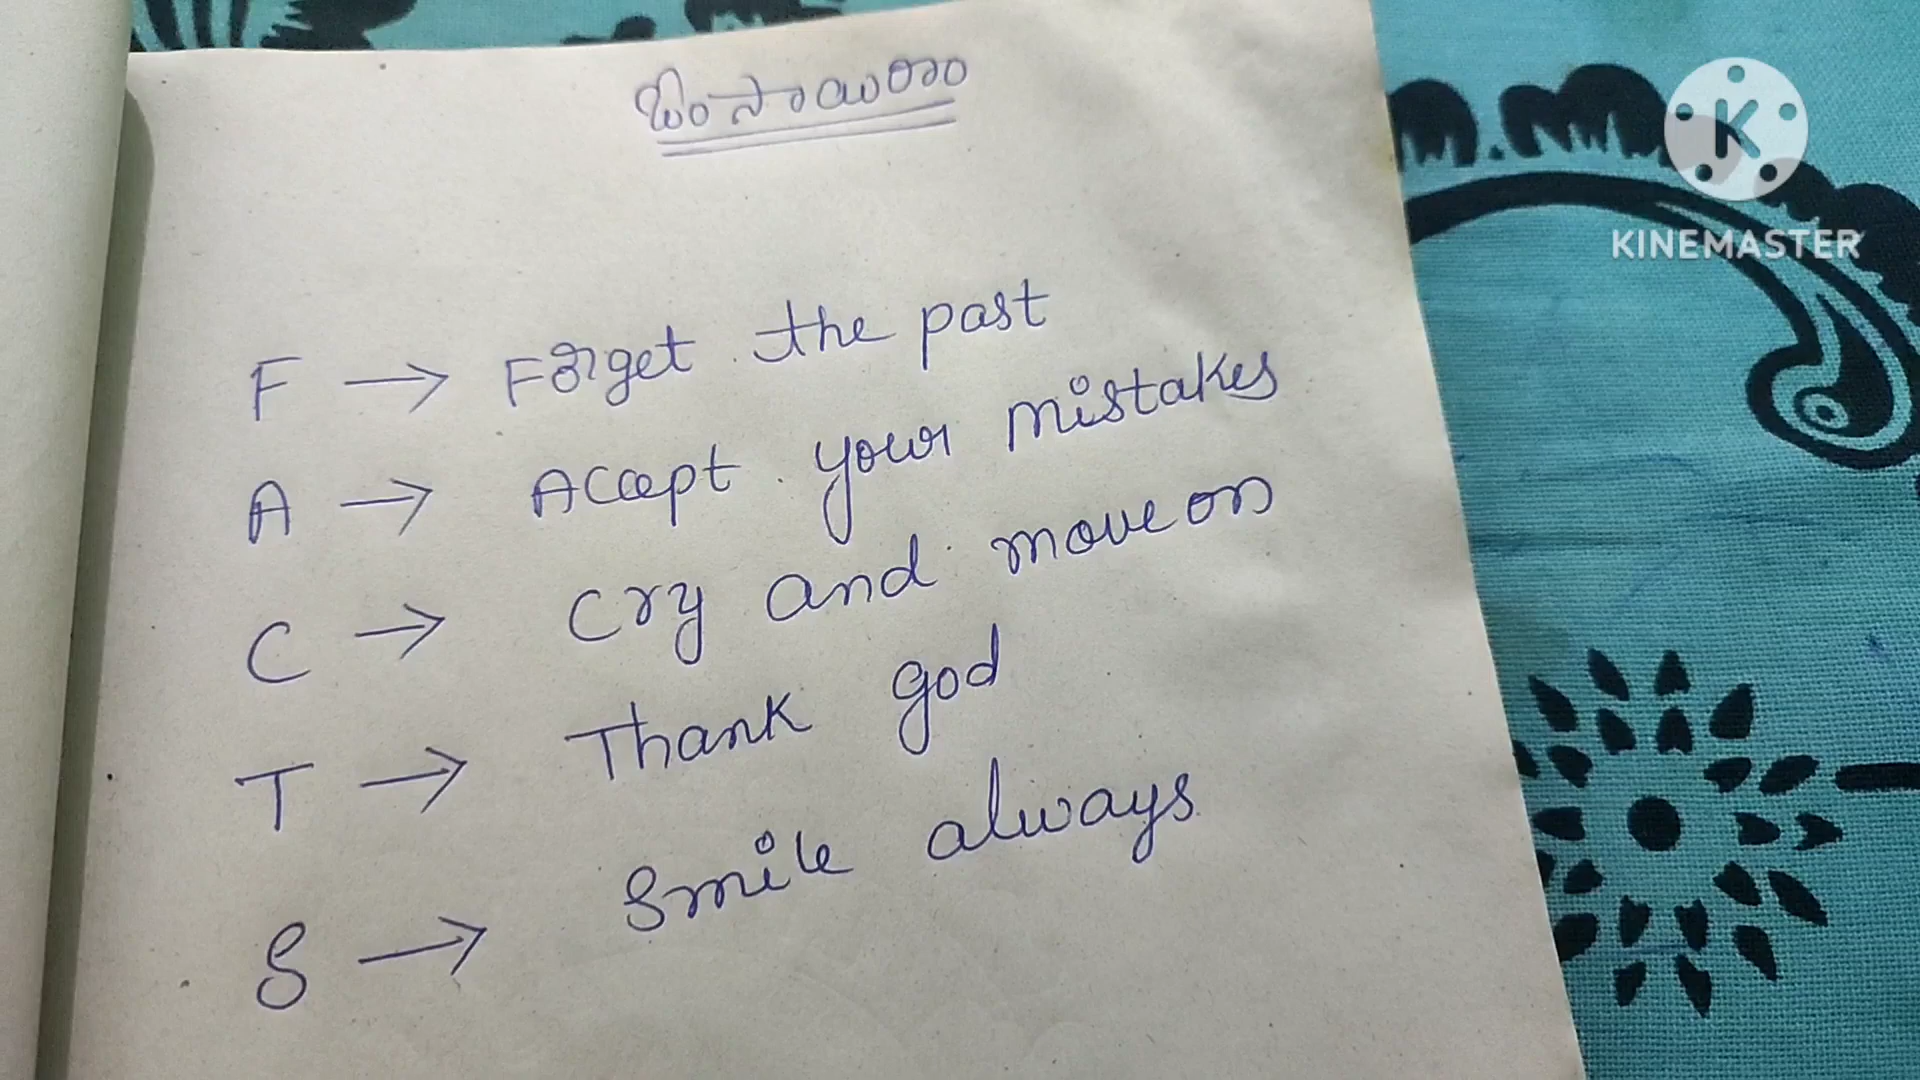 ఓం సాయిరాం
KINEMASTER
F → Forget the past
A → Accept your mistakes
C → Cry and move on
T → Thank god
S → Smile always